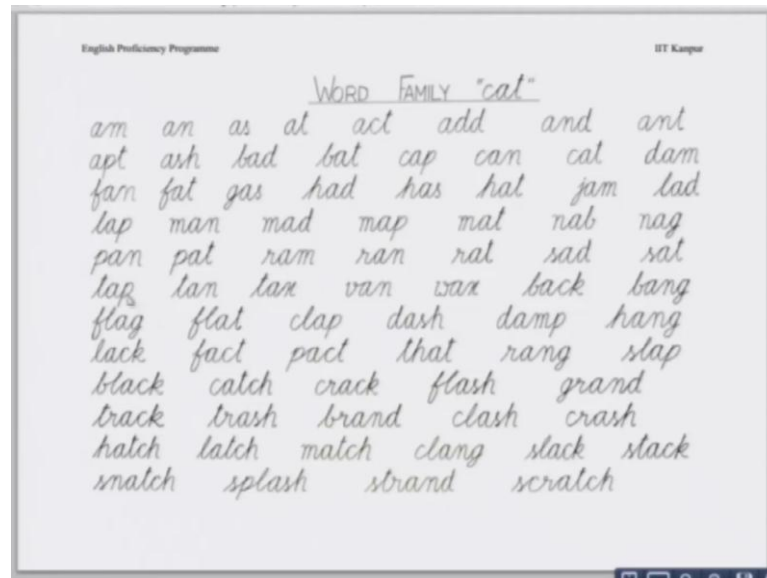 English Proficiency Programme IIT Kanpur
WORD FAMILY "cat"
am an as at act add and ant
apt ash bad bat cap can cat dam
fan fat gas had has hat jam lad
lap man mad map mat nab nag
pan pat ram ran rat sad sat
tap tan tax van wax back bang
flag flat clap dash damp hang
lack fact pact that rang slap
black catch crack flash grand
track trash brand clash crash
hatch latch match clang slack stack
snatch splash strand scratch